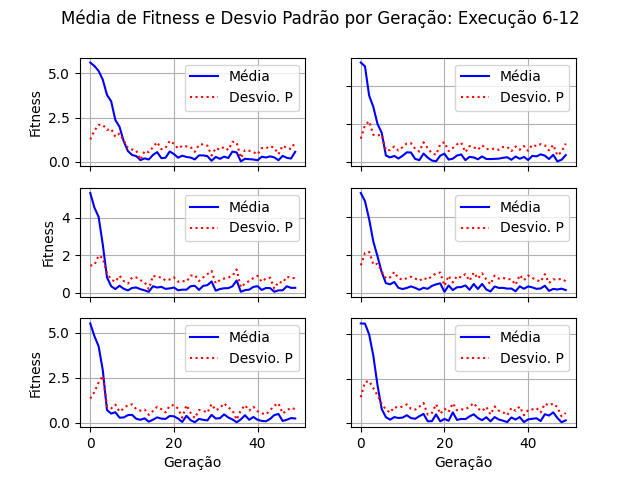 Média de Fitness e Desvio Padrão por Geração: Execução 6-12
5.0
2.5
0.0
Fitness
Média
Desvio. P
Média
Desvio. P
4
2
0
Fitness
Média
Desvio. P
Média
Desvio. P
5.0
2.5
0.0
Fitness
Média
Desvio. P
0
20
40
Geração
Média
Desvio. P
0
20
40
Geração